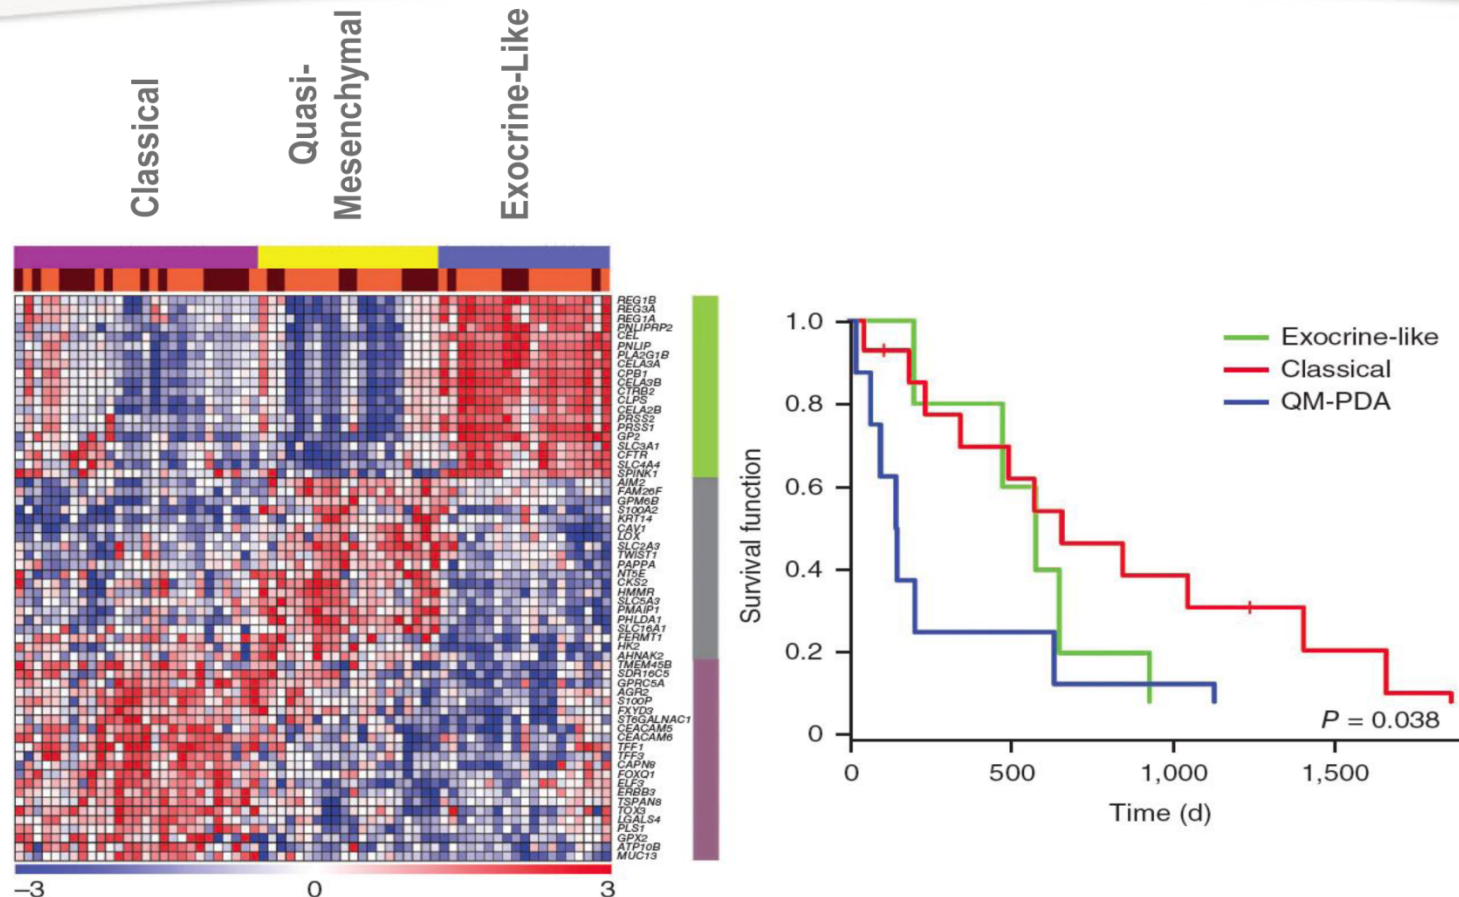 Classical
Quasi-
Mesenchymal
Exocrine-Like
REG1B
REG3A
REG1A
PNLIPRP2
CEL
PNLIP
PLA2G1B
CELA3A
CPB1
CELA3B
CTRB2
CLPS
CELA2B
PRSS2
PRSS1
GP2
SLC3A1
CFTR
SLC4A4
SPINK1
AIM2
FAM26F
GPM6B
S100A2
KRT14
CAV1
LOX
SLC2A3
TWIST1
PAPPA
NT5E
CKS2
HMMR
SLC5A3
PMAIP1
PHLDA1
SLC16A1
FERMT1
HK2
AHNAK2
TMEM45B
SDR16C5
GPRC5A
AGR2
S100P
FXYD3
ST6GALNAC1
CEACAM5
CEACAM6
TFF1
TFF3
CAPN8
FOXQ1
ELF3
ERBB3
TSPAN8
TOX3
LGALS4
PLS1
GPX2
ATP10B
MUC13
–3
0
3
Survival function
1.0
0.8
0.6
0.4
0.2
0
Exocrine-like
Classical
QM-PDA
P = 0.038
0
500
1,000
1,500
Time (d)